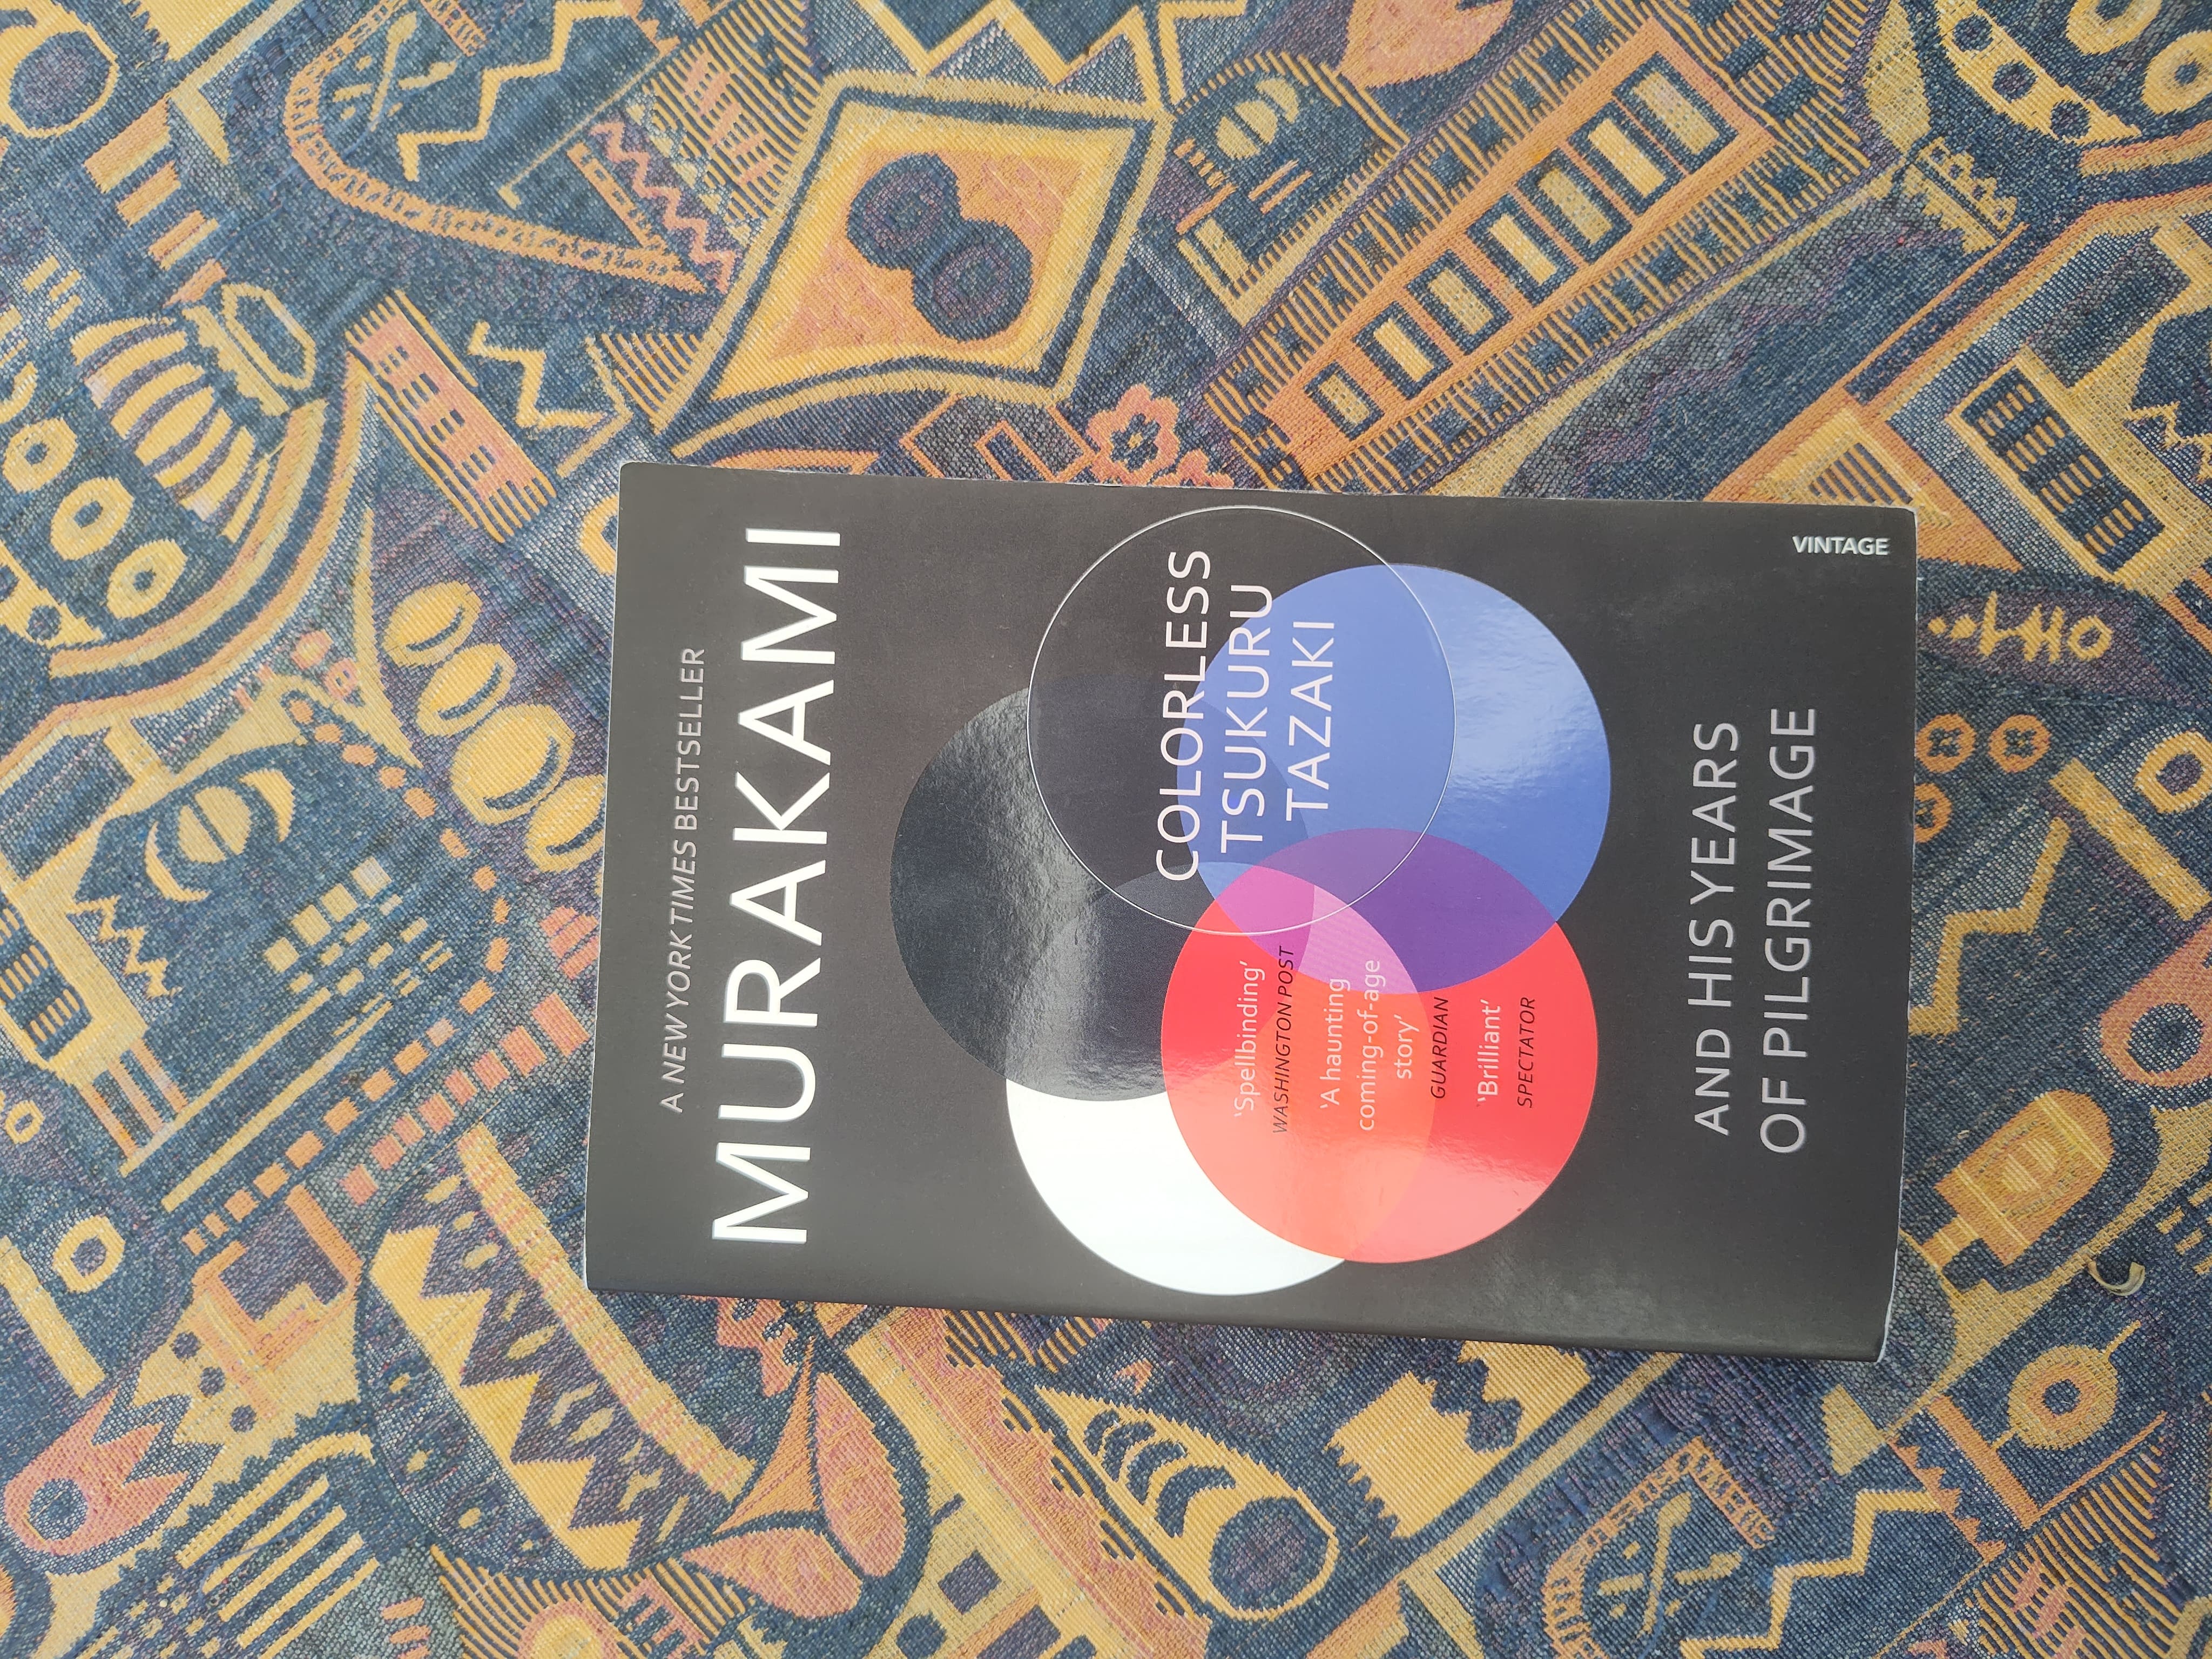 A NEW YORK TIMES BESTSELLER
MURAKAMI
COLORLESS
TSUKURU
TAZAKI
‘Spellbinding’
WASHINGTON POST
‘A haunting
coming-of-age
story’
GUARDIAN
‘Brilliant’
SPECTATOR
AND HIS YEARS
OF PILGRIMAGE
VINTAGE